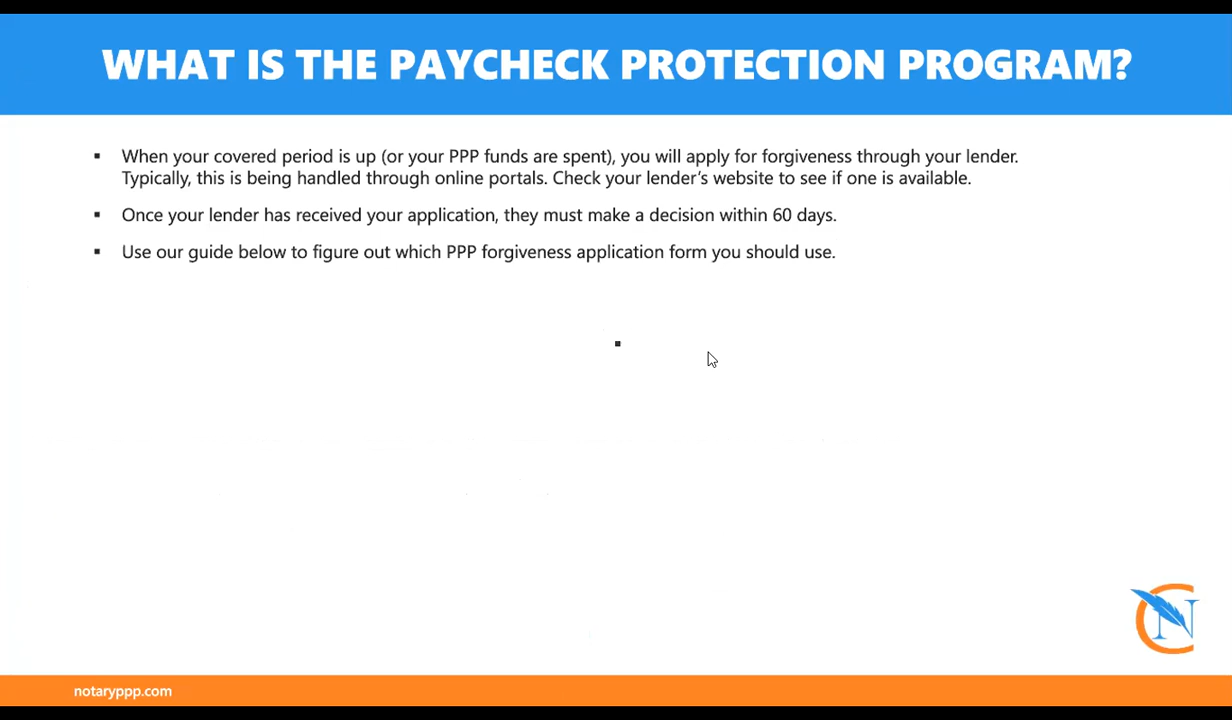 WHAT IS THE PAYCHECK PROTECTION PROGRAM?
▪ When your covered period is up (or your PPP funds are spent), you will apply for forgiveness through your lender.
Typically, this is being handled through online portals. Check your lender's website to see if one is available.
▪ Once your lender has received your application, they must make a decision within 60 days.
▪ Use our guide below to figure out which PPP forgiveness application form you should use.
CN
notaryppp.com